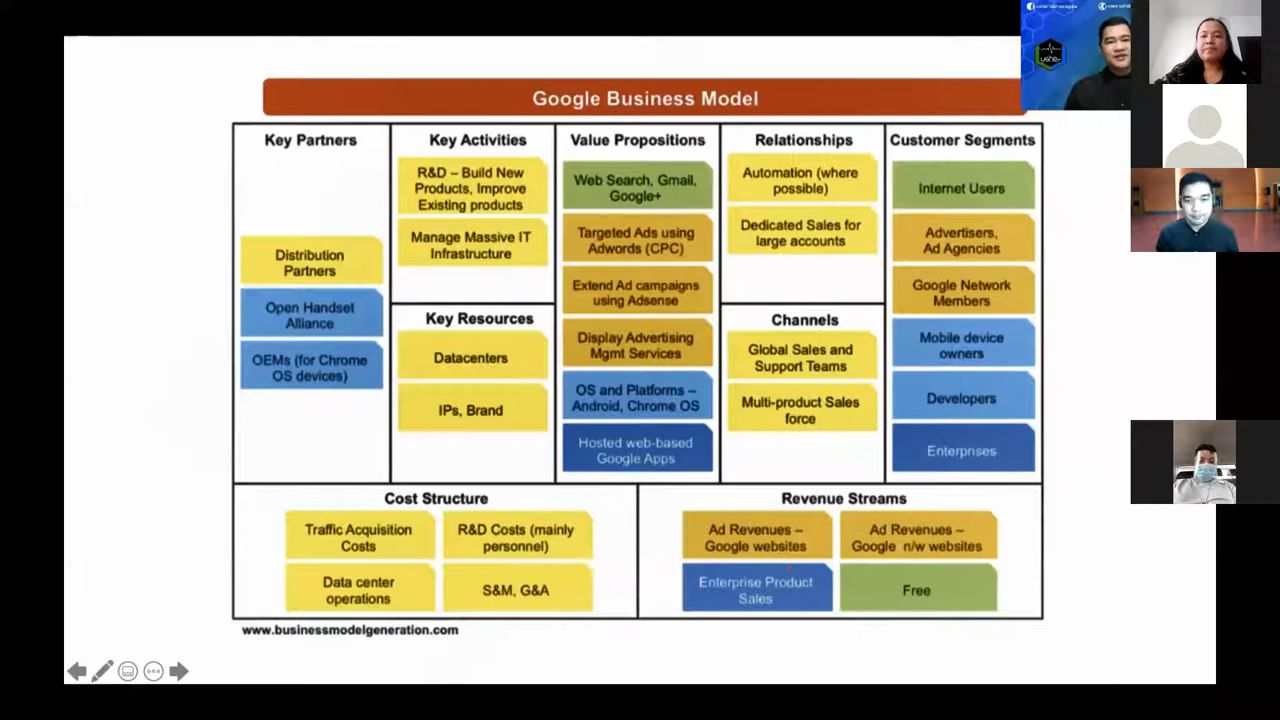 Google Business Model
Key Partners
Distribution
Partners
Open Handset
Alliance
OEMs (for Chrome
OS devices)
Key Activities
R&D – Build New
Products, Improve
Existing products
Manage Massive IT
Infrastructure
Key Resources
Datacenters
IPs, Brand
Value Propositions
Web Search, Gmail,
Google+
Targeted Ads using
Adwords (CPC)
Extend Ad campaigns
using Adsense
Display Advertising
Mgmt Services
OS and Platforms –
Android, Chrome OS
Hosted web-based
Google Apps
Relationships
Automation (where
possible)
Dedicated Sales for
large accounts
Channels
Global Sales and
Support Teams
Multi-product Sales
force
Customer Segments
Internet Users
Advertisers,
Ad Agencies
Google Network
Members
Mobile device
owners
Developers
Enterprises
Cost Structure
Traffic Acquisition
Costs
R&D Costs (mainly
personnel)
Data center
operations
S&M, G&A
Revenue Streams
Ad Revenues –
Google websites
Ad Revenues –
Google n/w websites
Enterprise Product
Sales
Free
www.businessmodelgeneration.com